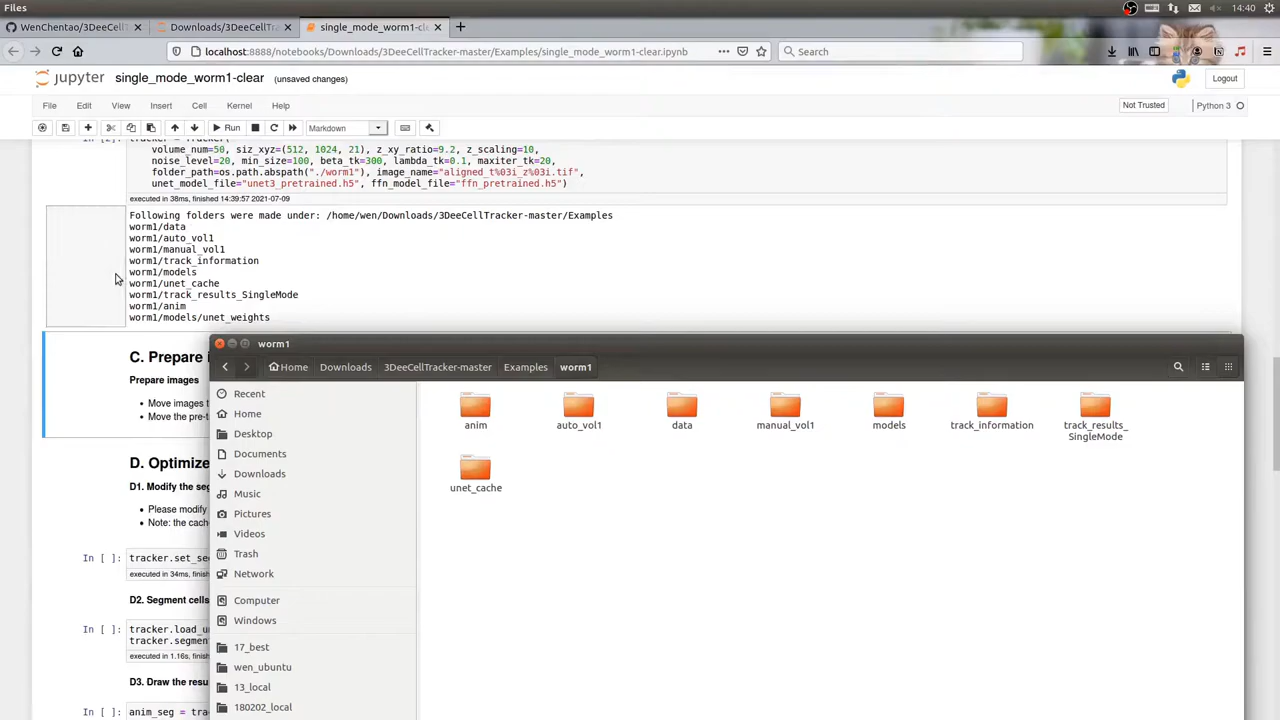 Files
14:40
WenChentao/3DeeCellT
Downloads/3DeeCellTrack
single_mode_worm1-cle
localhost:8888/notebooks/Downloads/3DeeCellTracker-master/Examples/single_mode_worm1-clear.ipynb
Search
jupyter
single_mode_worm1-clear
(unsaved changes)
Logout
File
Edit
View
Insert
Cell
Kernel
Help
Not Trusted
Python 3
Run
Markdown
In [2]:
tracker = Tracker(
volume_num=50, siz_xyz=(512, 1024, 21), z_xy_ratio=9.2, z_scaling=10,
noise_level=20, min_size=100, beta_tk=300, lambda_tk=0.1, maxiter_tk=20,
folder_path=os.path.abspath("./worm1"), image_name="aligned_t%03i_z%03i.tif",
unet_model_file="unet3_pretrained.h5", ffn_model_file="ffn_pretrained.h5")
executed in 38ms, finished 14:39:57 2021-07-09
Following folders were made under: /home/wen/Downloads/3DeeCellTracker-master/Examples
worm1/data
worm1/auto_vol1
worm1/manual_vol1
worm1/track_information
worm1/models
worm1/unet_cache
worm1/track_results_SingleMode
worm1/anim
worm1/models/unet_weights
C. Prepare i
Prepare images
Move images t
Move the pre-t
D. Optimize
D1. Modify the seg
Please modify
Note: the cach
In [ ]:
tracker.set_se
executed in 34ms, finish
D2. Segment cells
In [ ]:
tracker.load_u
tracker.segmen
executed in 1.16s, finish
D3. Draw the resu
In [ ]:
anim_seg = tra
worm1
Home
Downloads
3DeeCellTracker-master
Examples
worm1
Recent
Home
Desktop
Documents
Downloads
Music
Pictures
Videos
Trash
Network
Computer
Windows
17_best
wen_ubuntu
13_local
180202_local
anim
auto_vol1
data
manual_vol1
models
track_information
track_results_
SingleMode
unet_cache